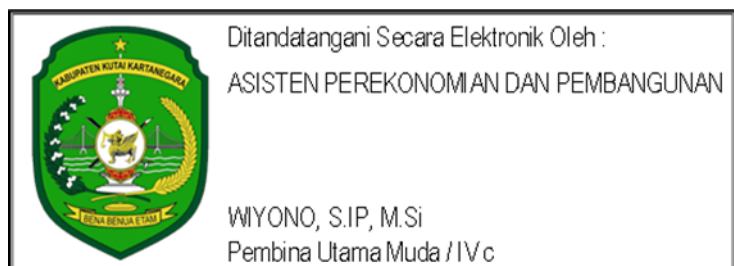 KABUPATEN KUTAI KARTANEGARA
BENA BENUA ETAM
Ditandatangani Secara Elektronik Oleh :
ASISTEN PEREKONOMIAN DAN PEMBANGUNAN
WIYONO, S.IP, M.Si
Pembina Utama Muda / IV c